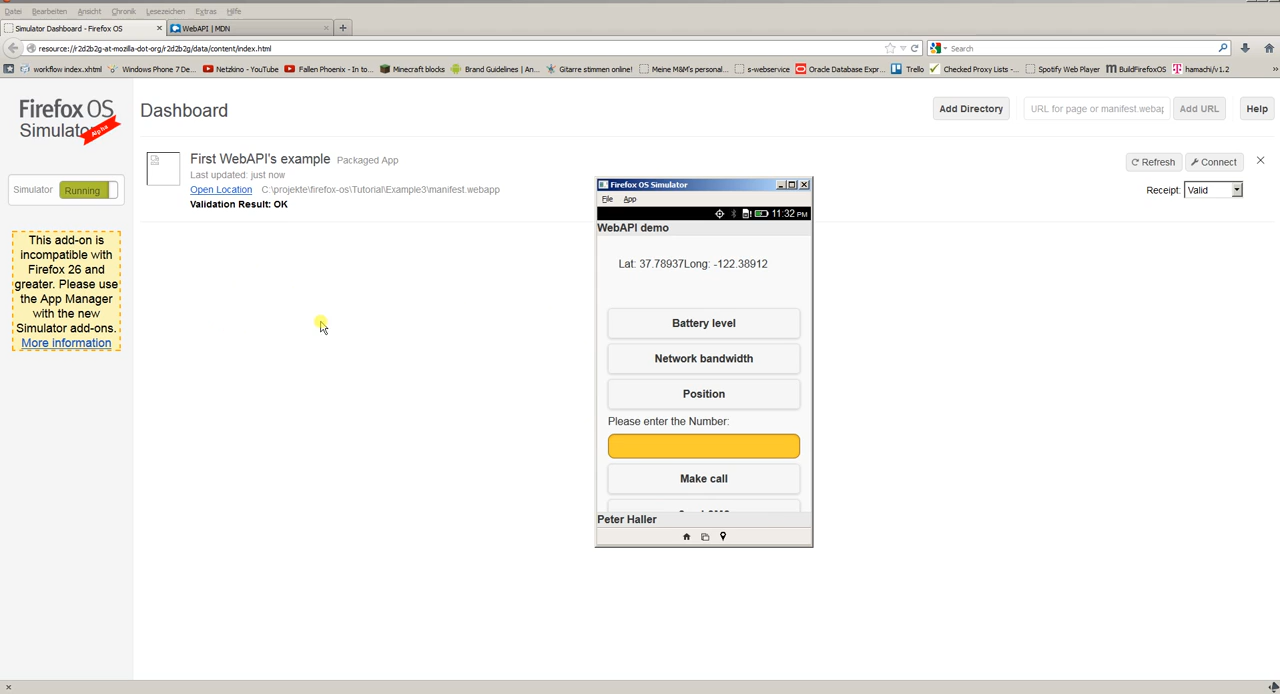 Datei Bearbeiten Ansicht Chronik Lesezeichen Extras Hilfe
Simulator Dashboard - Firefox OS WebAPI | MDN
resource://r2d2b2g-at-mozilla-dot-org/r2d2b2g/data/content/index.html Search
workflow index.xhtml Windows Phone 7 De... Netzkino - YouTube Fallen Phoenix - In to... Minecraft blocks Brand Guidelines | An... Gitarre stimmen online! Meine M&M's personal... s-webservice Oracle Database Expr... Trello Checked Proxy Lists -... Spotify Web Player BuildFirefoxOS hamachi/v1.2
Firefox OS
Simulator
Alpha
Dashboard
Add Directory
URL for page or manifest.webap
Add URL
Help
Simulator Running
This add-on is
incompatible with
Firefox 26 and
greater. Please use
the App Manager
with the new
Simulator add-ons.
More information
First WebAPI's example Packaged App
Last updated: just now
Open Location C:\projekte\firefox-os\Tutorial\Example3\manifest.webapp
Validation Result: OK
Refresh Connect
Receipt: Valid
Firefox OS Simulator
File App
11:32 PM
WebAPI demo
Lat: 37.78937Long: -122.38912
Battery level
Network bandwidth
Position
Please enter the Number:
Make call
Peter Haller